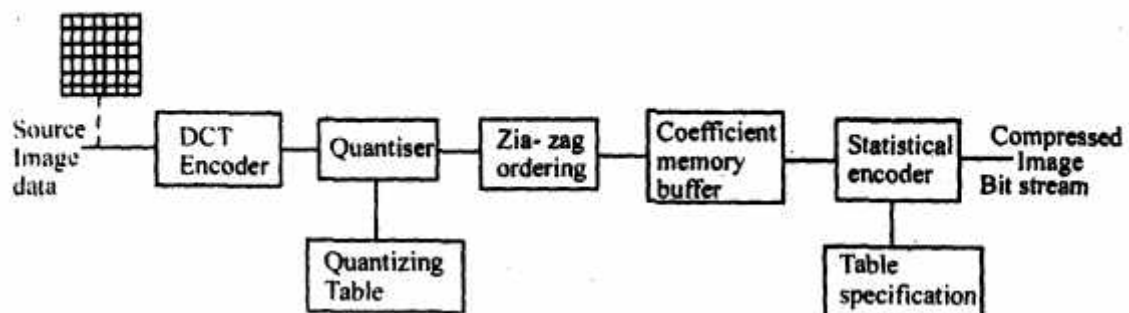 Source
Image
data
DCT
Encoder
Quantiser
Zia- zag
ordering
Coefficient
memory
buffer
Statistical
encoder
Compressed
Image
Bit stream
Quantizing
Table
Table
specification